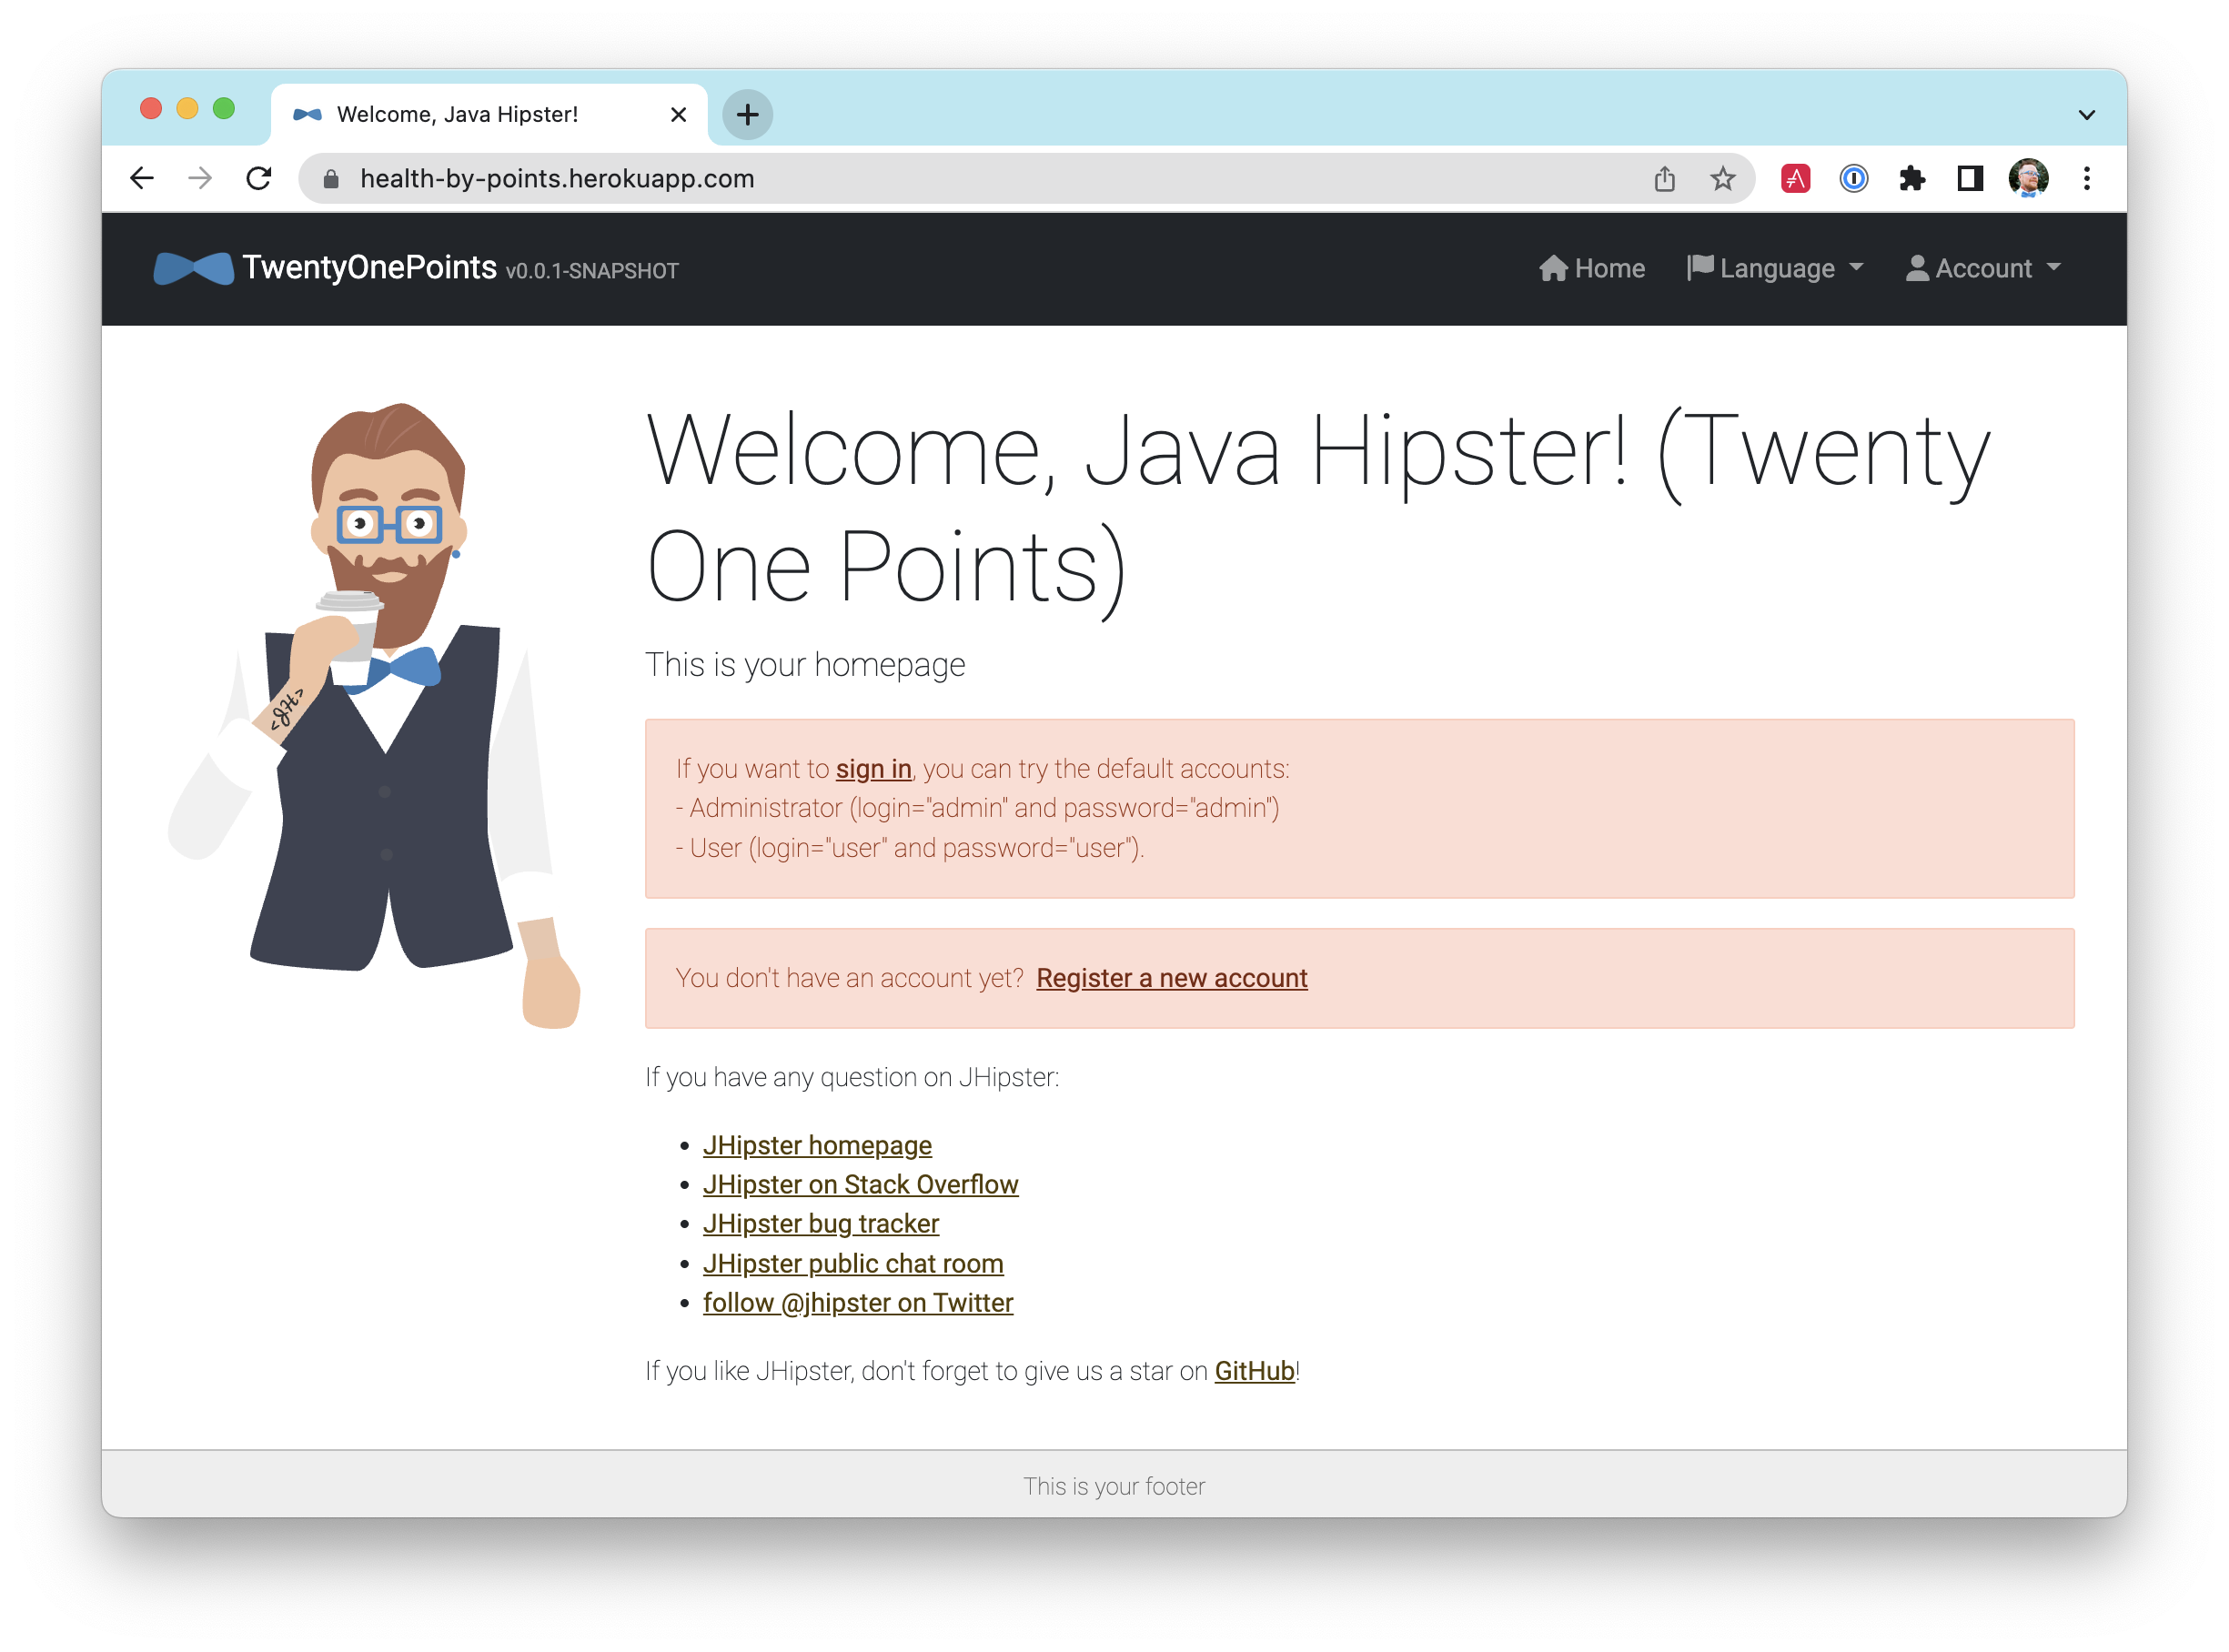 Welcome, Java Hipster!
health-by-points.herokuapp.com
TwentyOnePoints v0.0.1-SNAPSHOT
Home Language Account
Welcome, Java Hipster! (Twenty
One Points)
This is your homepage
If you want to sign in, you can try the default accounts:
- Administrator (login="admin" and password="admin")
- User (login="user" and password="user").
<JH>
You don't have an account yet? Register a new account
If you have any question on JHipster:
JHipster homepage
JHipster on Stack Overflow
JHipster bug tracker
JHipster public chat room
follow @jhipster on Twitter
If you like JHipster, don't forget to give us a star on GitHub!
This is your footer